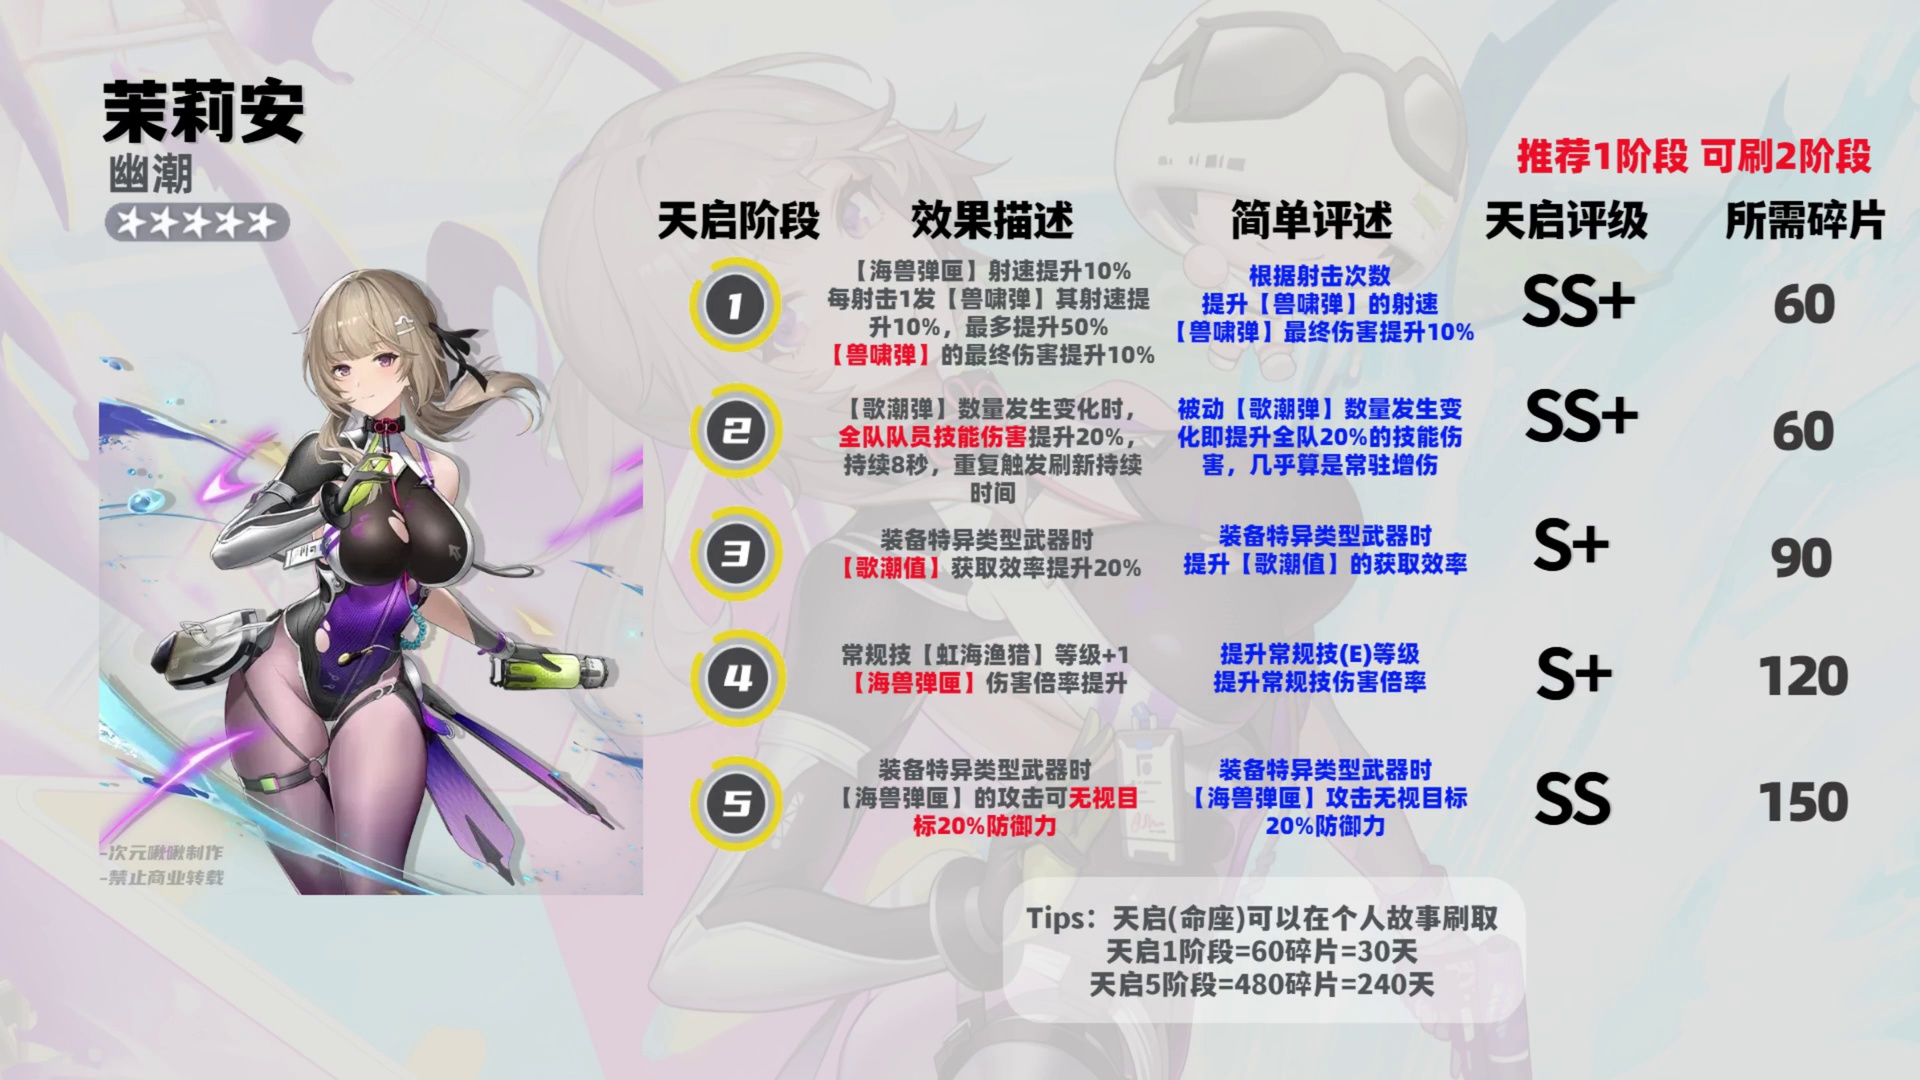 茉莉安
幽潮
推荐1阶段 可刷2阶段
天启阶段 效果描述 简单评述 天启评级 所需碎片
1
【海兽弹匣】射速提升10%
每射击1发【兽啸弹】其射速提
升10%，最多提升50%
【兽啸弹】的最终伤害提升10%
根据射击次数
提升【兽啸弹】的射速
【兽啸弹】最终伤害提升10%
SS+
60
2
【歌潮弹】数量发生变化时，
全队队员技能伤害提升20%，
持续8秒，重复触发刷新持续
时间
被动【歌潮弹】数量发生变
化即提升全队20%的技能伤
害，几乎算是常驻增伤
SS+
60
3
装备特异类型武器时
【歌潮值】获取效率提升20%
装备特异类型武器时
提升【歌潮值】的获取效率
S+
90
4
常规技【虹海渔猎】等级+1
【海兽弹匣】伤害倍率提升
提升常规技(E)等级
提升常规技伤害倍率
S+
120
5
装备特异类型武器时
【海兽弹匣】的攻击可无视目
标20%防御力
装备特异类型武器时
【海兽弹匣】攻击无视目标
20%防御力
SS
150
-次元啾啾制作
-禁止商业转载
Tips：天启(命座)可以在个人故事刷取
天启1阶段=60碎片=30天
天启5阶段=480碎片=240天